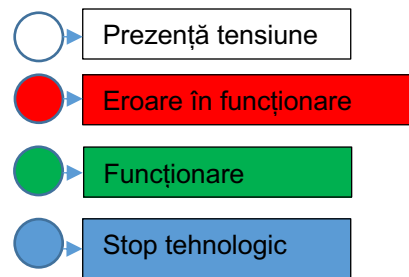 Prezență tensiune
Eroare în funcționare
Funcționare
Stop tehnologic